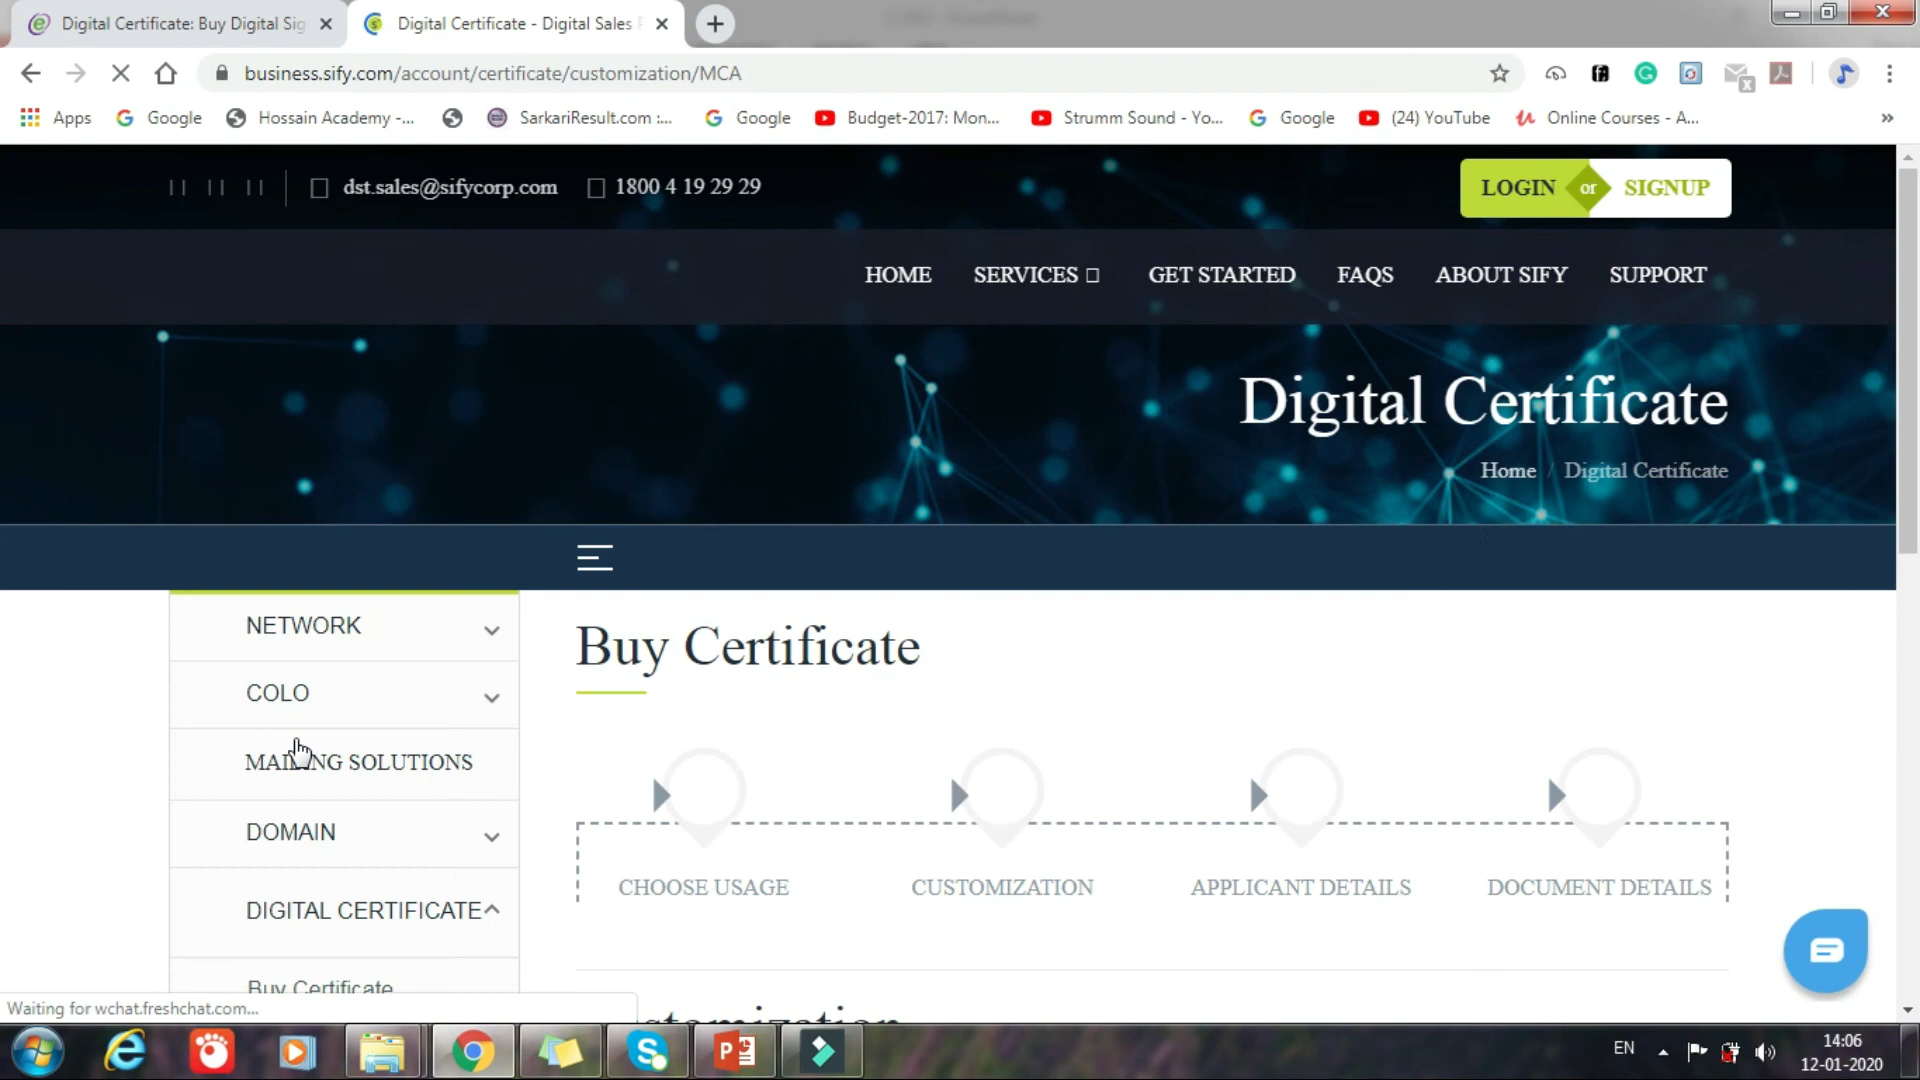 Digital Certificate: Buy Digital Sig
Digital Certificate - Digital Sales
business.sify.com/account/certificate/customization/MCA
Apps
Google
Hossain Academy -...
SarkariResult.com :...
Google
Budget-2017: Mon...
Strumm Sound - Yo...
Google
(24) YouTube
Online Courses - A...
»
dst.sales@sifycorp.com
1800 4 19 29 29
LOGIN or SIGNUP
HOME
SERVICES
GET STARTED
FAQS
ABOUT SIFY
SUPPORT
Digital Certificate
Home / Digital Certificate
NETWORK
COLO
MAILING SOLUTIONS
DOMAIN
DIGITAL CERTIFICATE
Buy Certificate
Buy Certificate
CHOOSE USAGE
CUSTOMIZATION
APPLICANT DETAILS
DOCUMENT DETAILS
Waiting for wchat.freshchat.com...
EN
14:06
12-01-2020